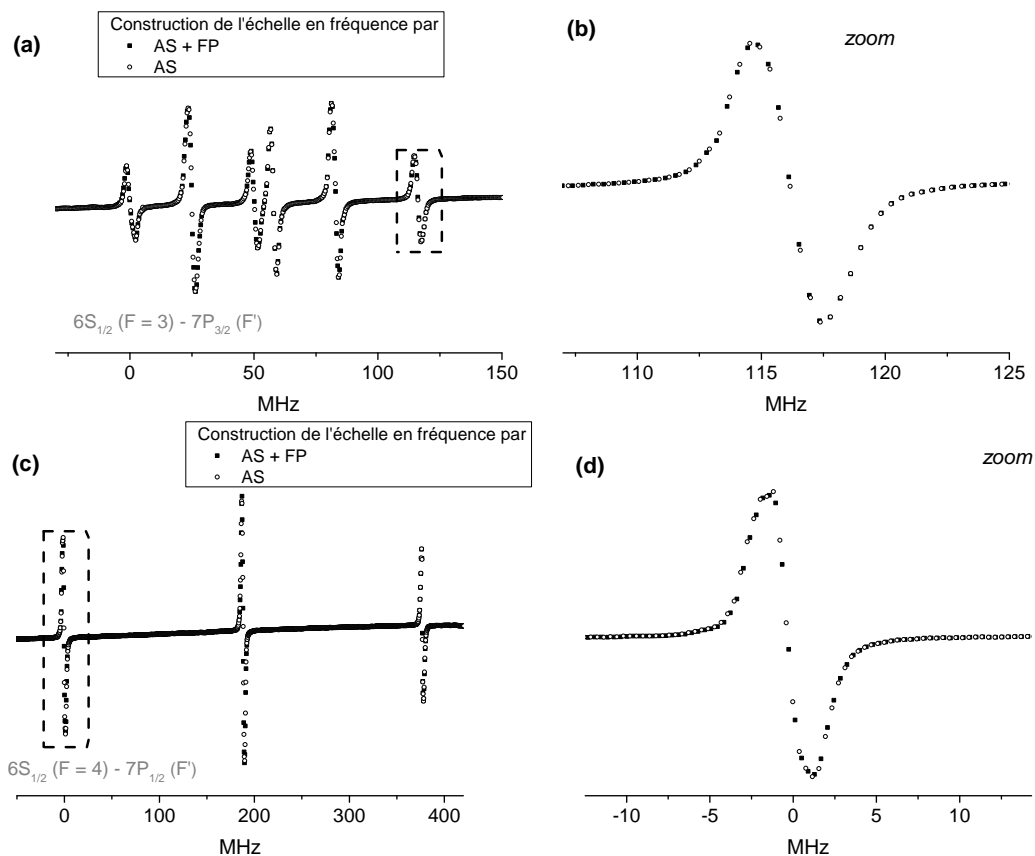 (a)
Construction de l'échelle en fréquence par
AS + FP
AS
6S1/2 (F = 3) - 7P3/2 (F')
0 50 100 150
MHz
(b)
zoom
110 115 120 125
MHz
(c)
Construction de l'échelle en fréquence par
AS + FP
AS
6S1/2 (F = 4) - 7P1/2 (F')
0 100 200 300 400
MHz
(d)
zoom
-10 -5 0 5 10
MHz